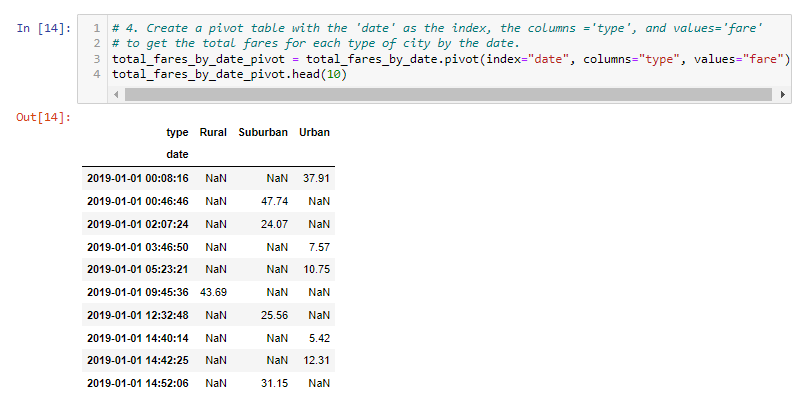 In [14]:
1 # 4. Create a pivot table with the 'date' as the index, the columns ='type', and values='fare'
2 # to get the total fares for each type of city by the date.
3 total_fares_by_date_pivot = total_fares_by_date.pivot(index="date", columns="type", values="fare")
4 total_fares_by_date_pivot.head(10)
Out[14]:
type Rural Suburban Urban
date
2019-01-01 00:08:16 NaN NaN 37.91
2019-01-01 00:46:46 NaN 47.74 NaN
2019-01-01 02:07:24 NaN 24.07 NaN
2019-01-01 03:46:50 NaN NaN 7.57
2019-01-01 05:23:21 NaN NaN 10.75
2019-01-01 09:45:36 43.69 NaN NaN
2019-01-01 12:32:48 NaN 25.56 NaN
2019-01-01 14:40:14 NaN NaN 5.42
2019-01-01 14:42:25 NaN NaN 12.31
2019-01-01 14:52:06 NaN 31.15 NaN